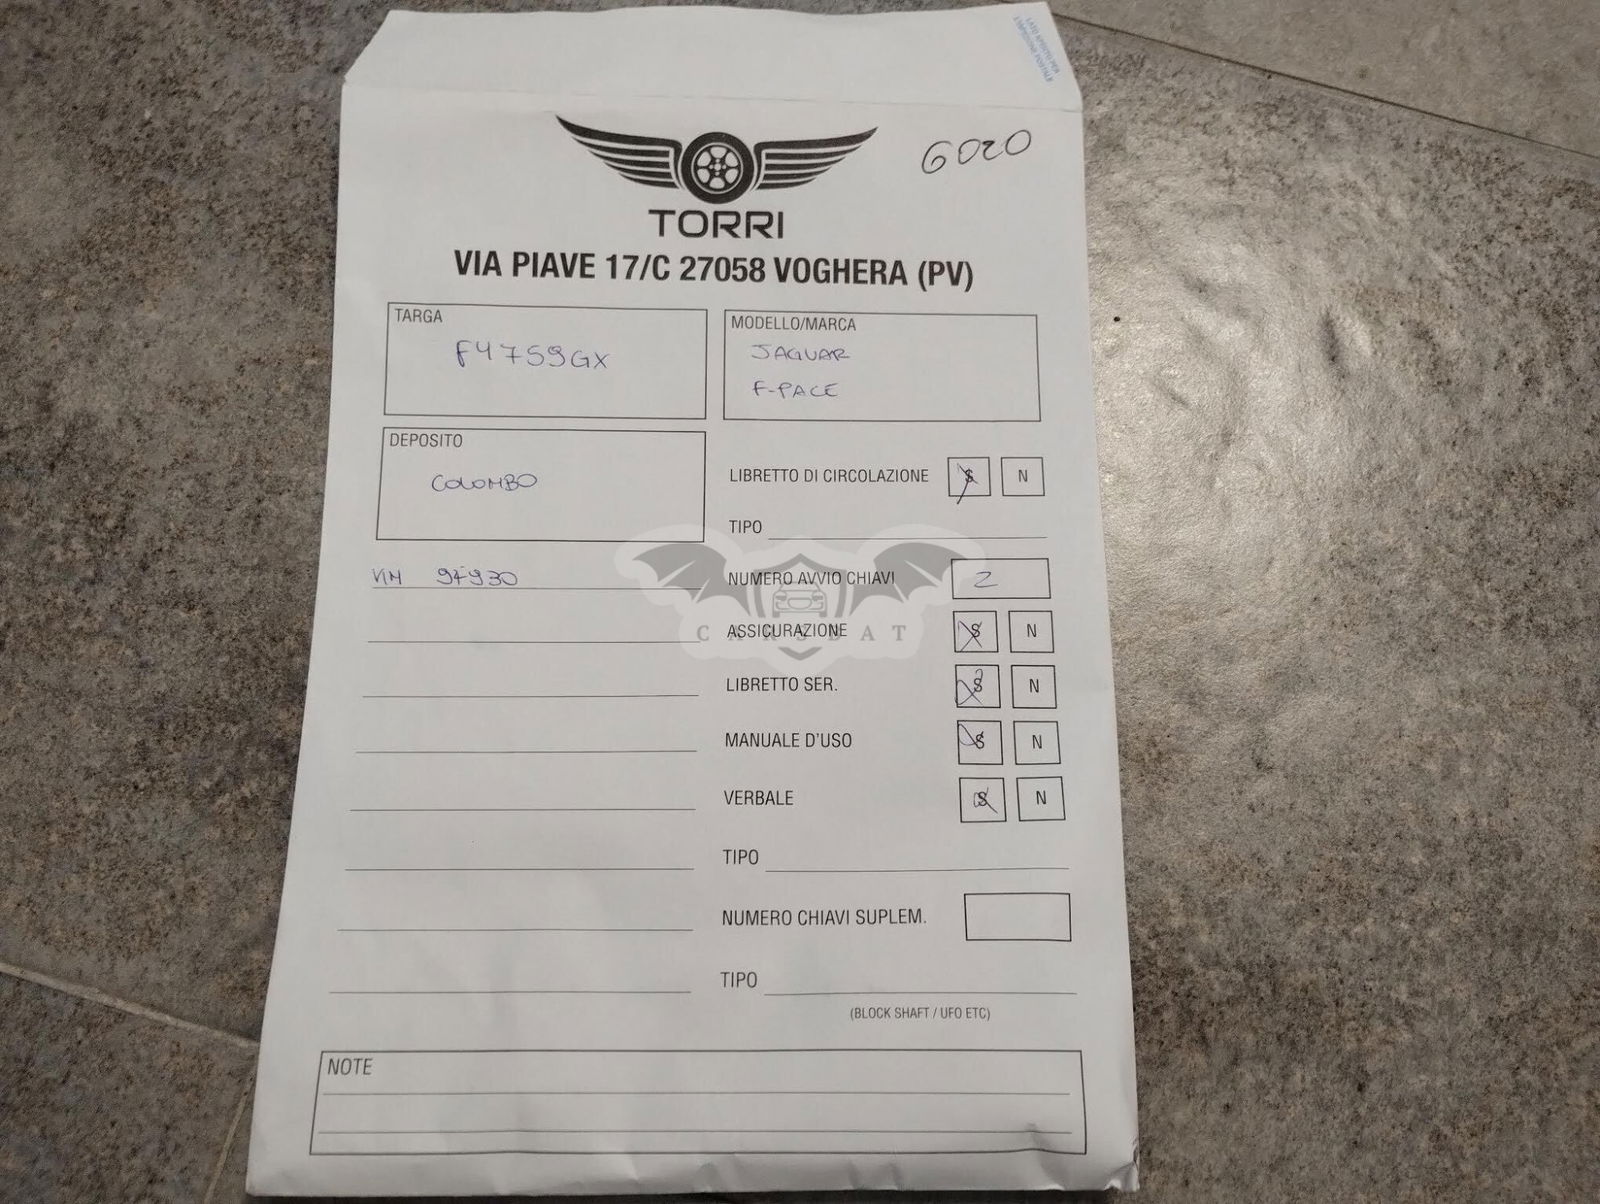 6020
TORRI
VIA PIAVE 17/C 27058 VOGHERA (PV)
TARGA
F4759GX
MODELLO/MARCA
JAGUAR
F-PACE
DEPOSITO
COLOMBO
LIBRETTO DI CIRCOLAZIONE S N
TIPO
VIN 97930
NUMERO AVVIO CHIAVI 2
CARSBAT
ASSICURAZIONE S N
LIBRETTO SER. S N
MANUALE D'USO S N
VERBALE S N
TIPO
NUMERO CHIAVI SUPLEM.
TIPO
(BLOCK SHAFT / UFO ETC)
NOTE